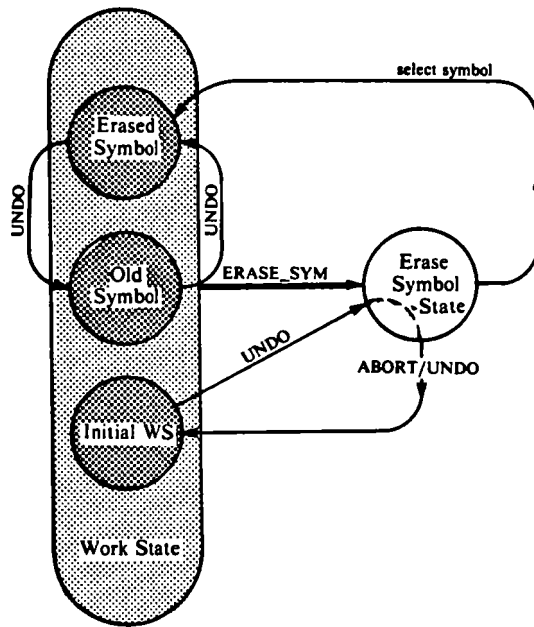 select symbol
Erased
Symbol
UNDO
UNDO
Old
Symbol
ERASE_SYM
Erase
Symbol
State
UNDO
ABORT/UNDO
Initial WS
Work State